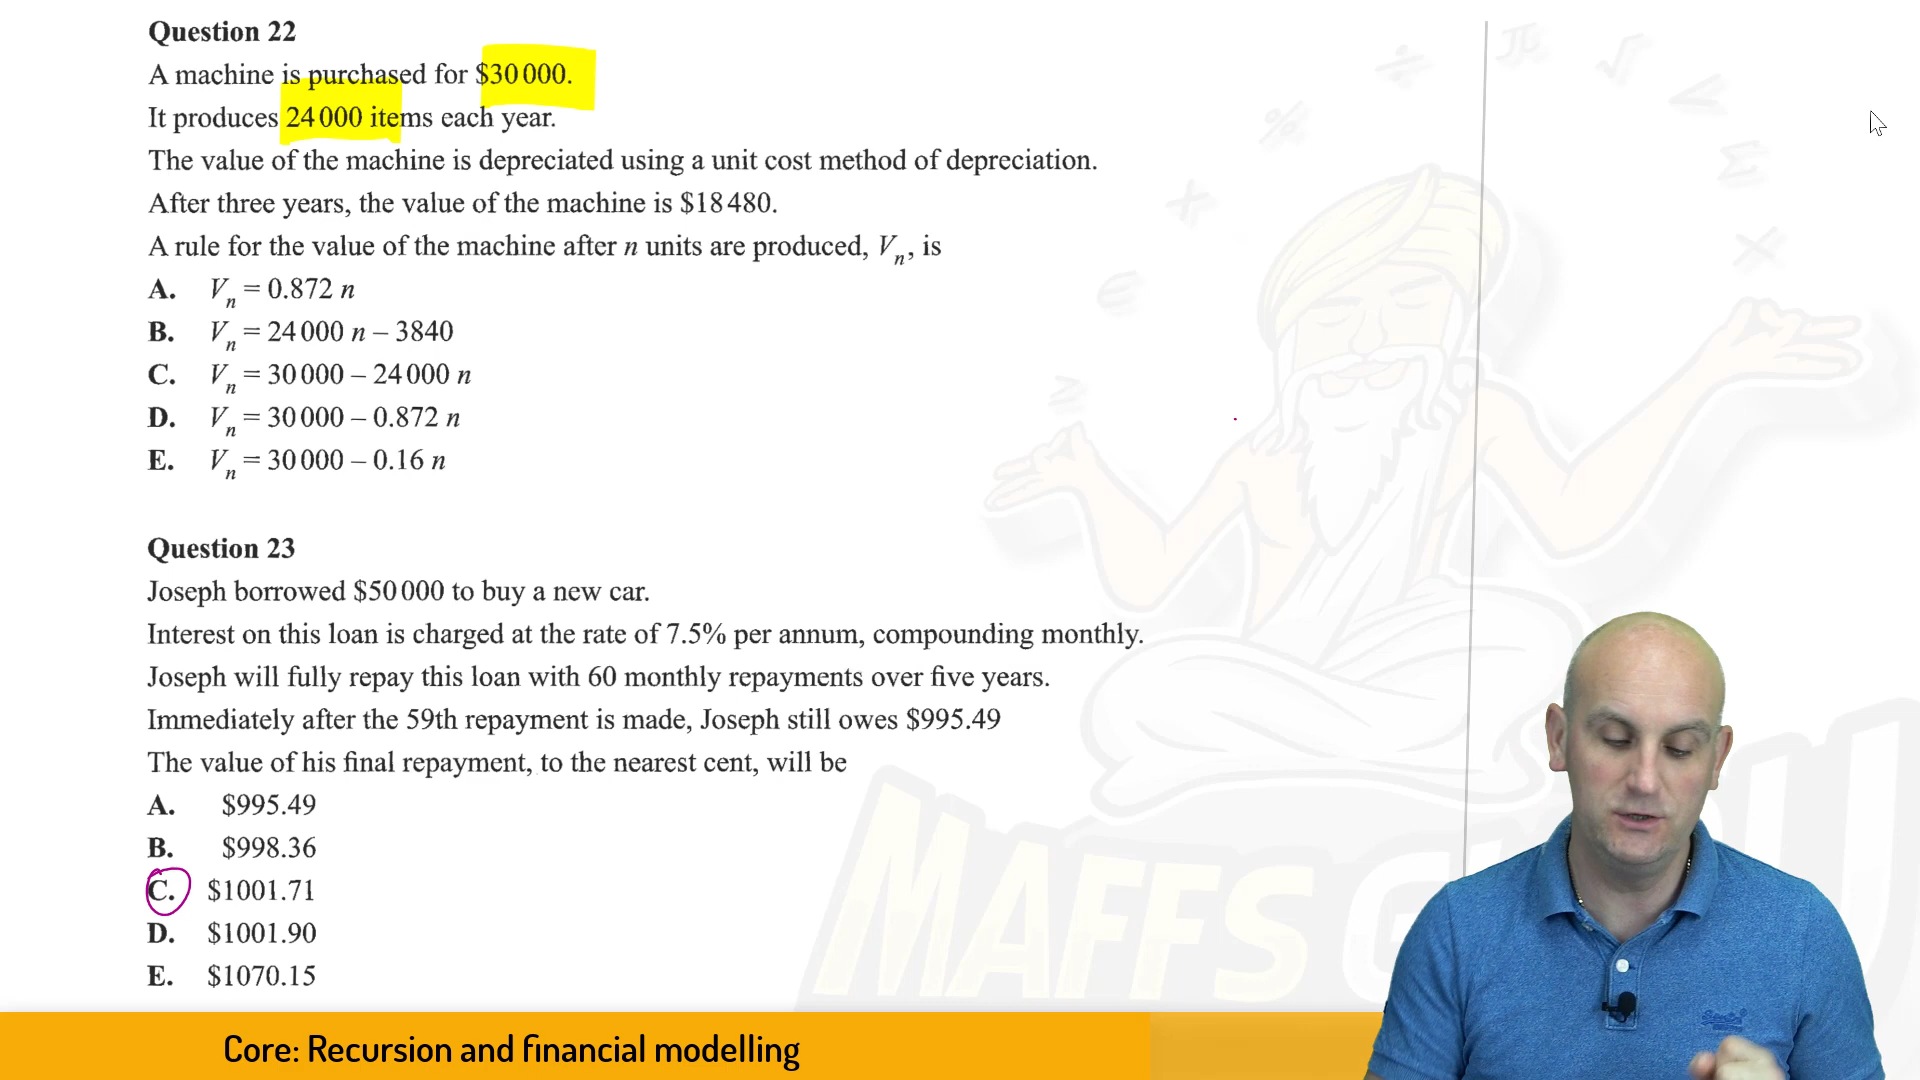 Question 22
A machine is purchased for $30 000.
It produces 24 000 items each year.
The value of the machine is depreciated using a unit cost method of depreciation.
After three years, the value of the machine is $18 480.
A rule for the value of the machine after n units are produced, Vn, is
A. Vn = 0.872 n
B. Vn = 24 000 n – 3840
C. Vn = 30 000 – 24 000 n
D. Vn = 30 000 – 0.872 n
E. Vn = 30 000 – 0.16 n
Question 23
Joseph borrowed $50 000 to buy a new car.
Interest on this loan is charged at the rate of 7.5% per annum, compounding monthly.
Joseph will fully repay this loan with 60 monthly repayments over five years.
Immediately after the 59th repayment is made, Joseph still owes $995.49
The value of his final repayment, to the nearest cent, will be
A. $995.49
B. $998.36
C. $1001.71
D. $1001.90
E. $1070.15
MAFFS G
Core: Recursion and financial modelling